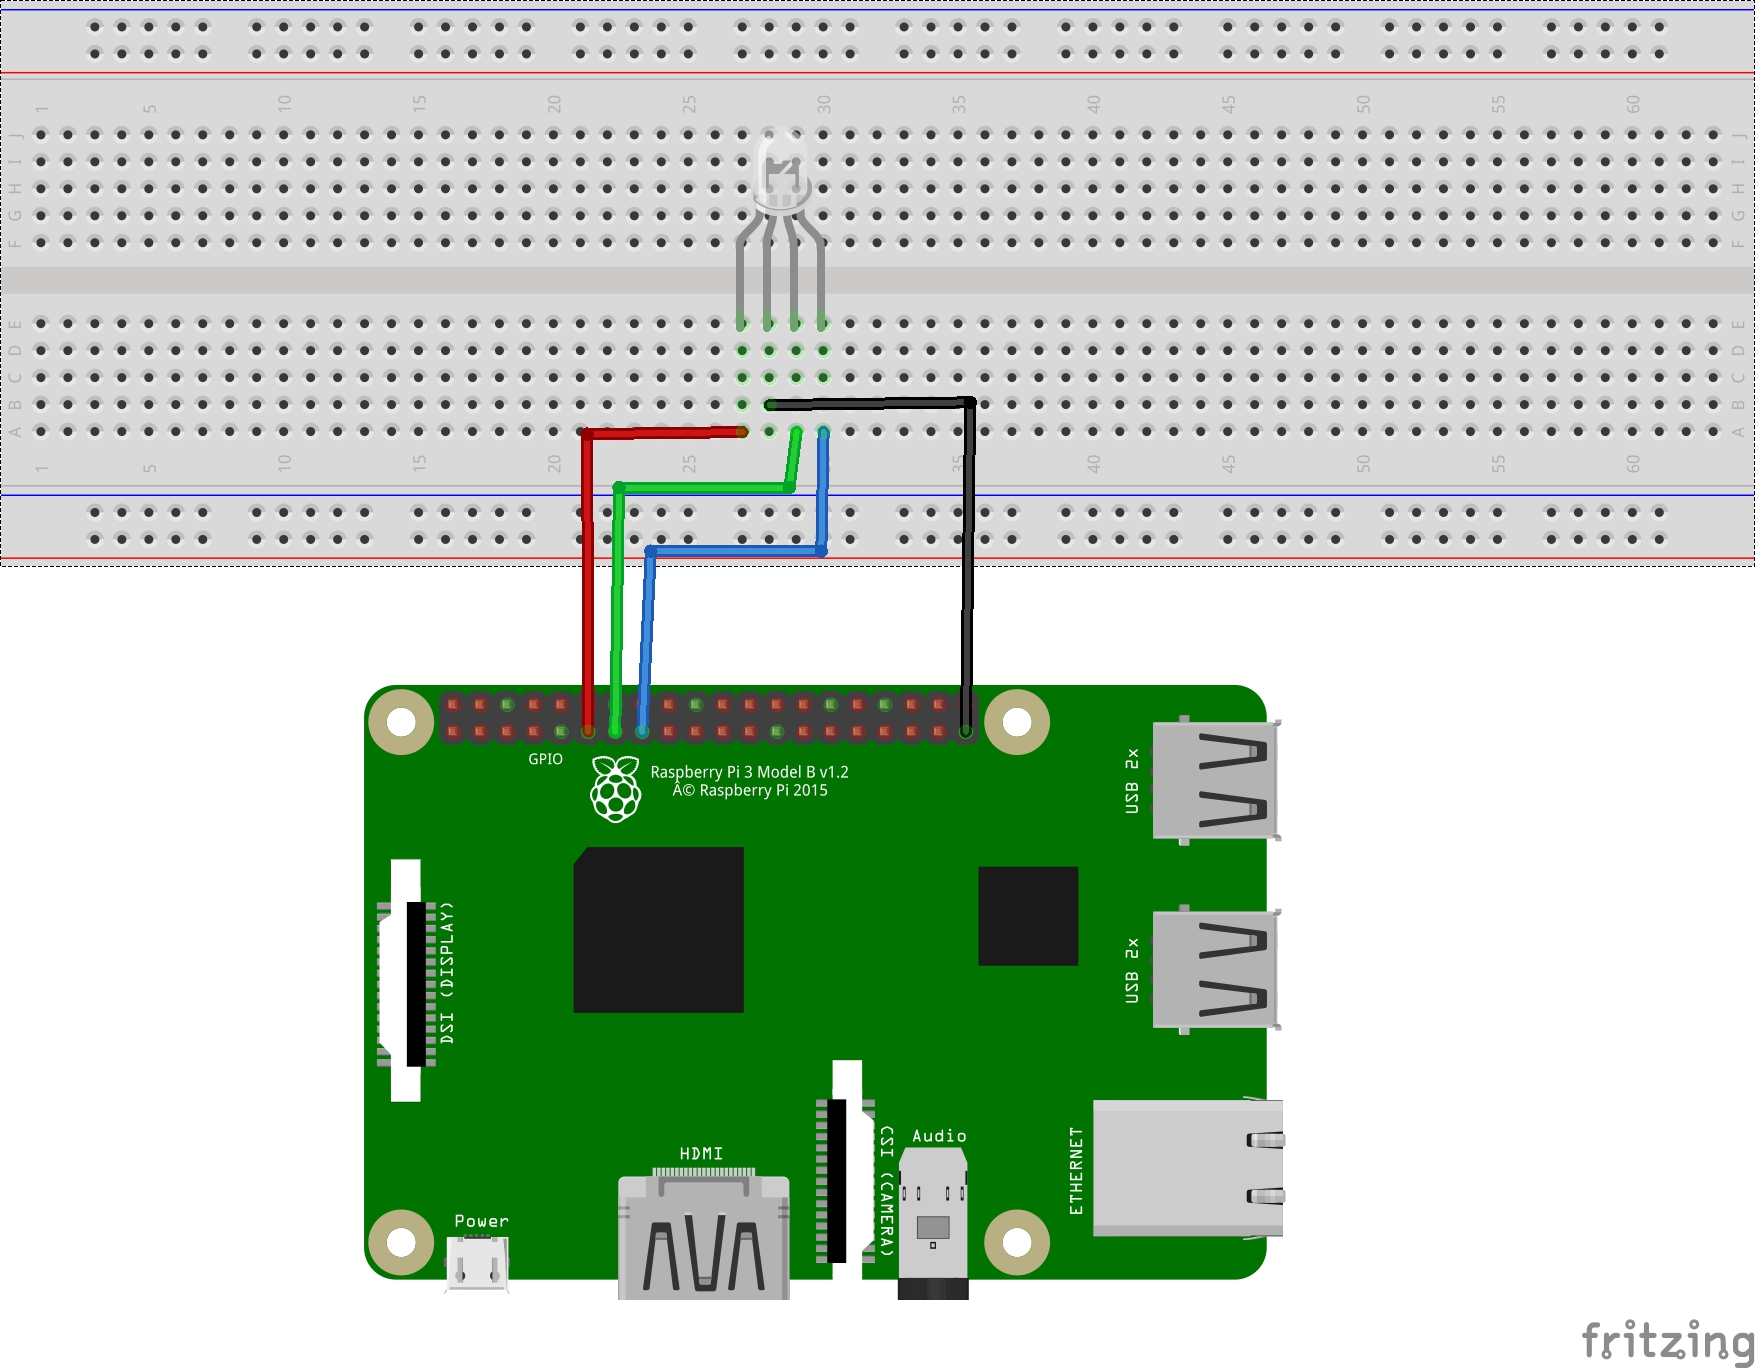 1 5 10 15 20 25 30 35 40 45 50 55 60
J J
I I
H H
G G
F F
E E
D D
C C
B B
A A
1 5 10 15 20 25 35 40 45 50 55 60
GPIO
Raspberry Pi 3 Model B v1.2
Â© Raspberry Pi 2015
USB 2x
DSI (DISPLAY)
USB 2x
HDMI
CSI (CAMERA)
Audio
ETHERNET
Power
fritzing